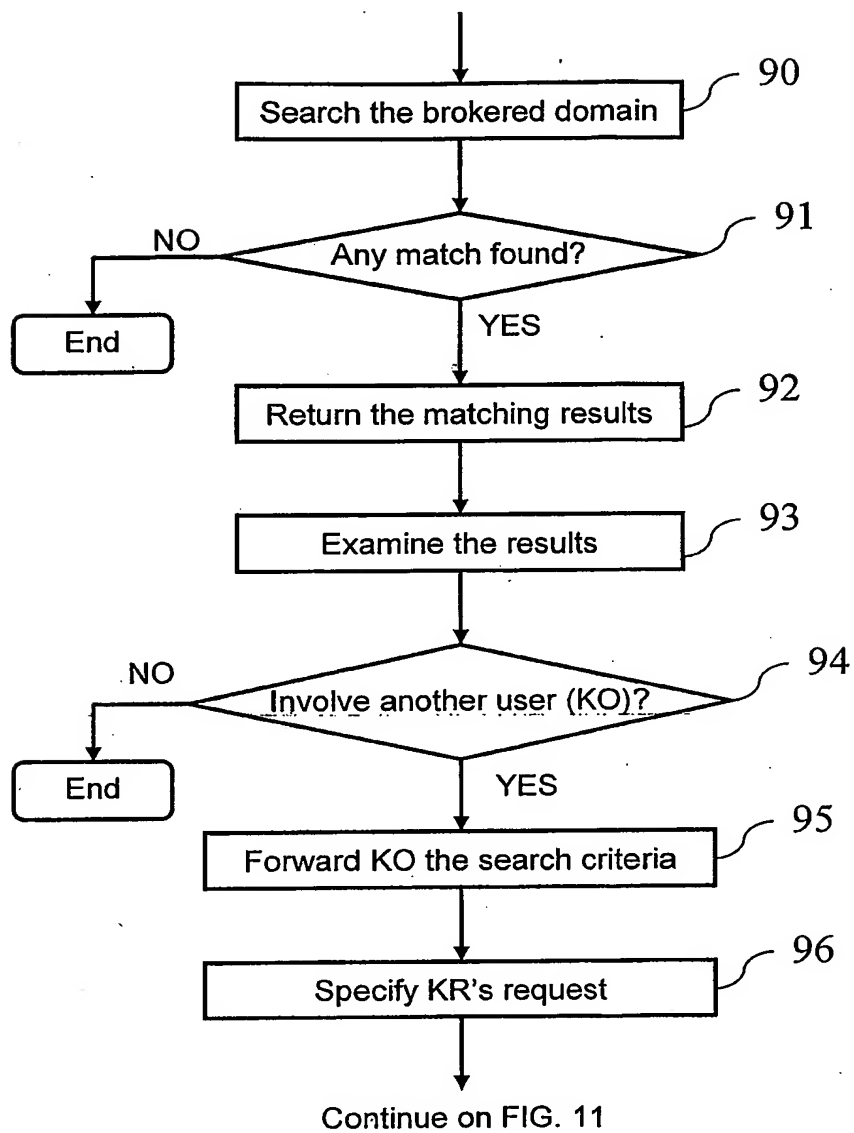 90
Search the brokered domain
91
NO
Any match found?
End
YES
92
Return the matching results
93
Examine the results
94
NO
Involve another user (KO)?
End
YES
95
Forward KO the search criteria
96
Specify KR's request
Continue on FIG. 11